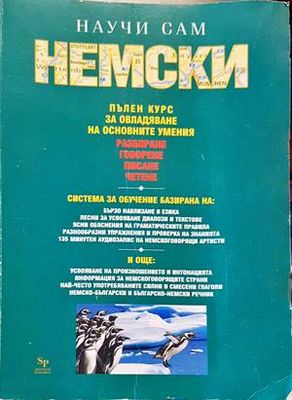 НАУЧИ САМ
НЕМСКИ
ПЪЛЕН КУРС
ЗА ОВЛАДЯВАНЕ
НА ОСНОВНИТЕ УМЕНИЯ
РАЗБИРАНЕ
ГОВОРЕНЕ
ПИСАНЕ
ЧЕТЕНЕ
СИСТЕМА ЗА ОБУЧЕНИЕ БАЗИРАНА НА:
БЪРЗО НАВЛИЗАНЕ В ЕЗИКА
ЛЕСНИ ЗА УСВОЯВАНЕ ДИАЛОЗИ И ТЕКСТОВЕ
ЯСНИ ОБЯСНЕНИЯ НА ГРАМАТИЧЕСКИТЕ ПРАВИЛА
РАЗНООБРАЗНИ УПРАЖНЕНИЯ И ПРОВЕРКА НА ЗНАНИЯТА
135 МИНУТЕН АУДИОЗАПИС НА НЕМСКОГОВОРЯЩИ АРТИСТИ
И ОЩЕ:
УСВОЯВАНЕ НА ПРОИЗНОШЕНИЕТО И ИНТОНАЦИЯТА
ИНФОРМАЦИЯ ЗА НЕМСКОГОВОРЯЩИТЕ СТРАНИ
НАЙ-ЧЕСТО УПОТРЕБЯВАНИТЕ СИЛНИ И СМЕСЕНИ ГЛАГОЛИ
НЕМСКО-БЪЛГАРСКИ И БЪЛГАРСКО-НЕМСКИ РЕЧНИК
Sp